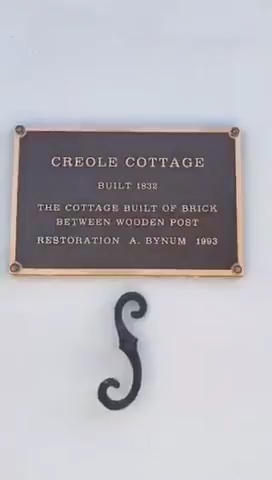 CREOLE COTTAGE
BUILT 1832
THE COTTAGE BUILT OF BRICK
BETWEEN WOODEN POST
RESTORATION A. BYNUM 1993